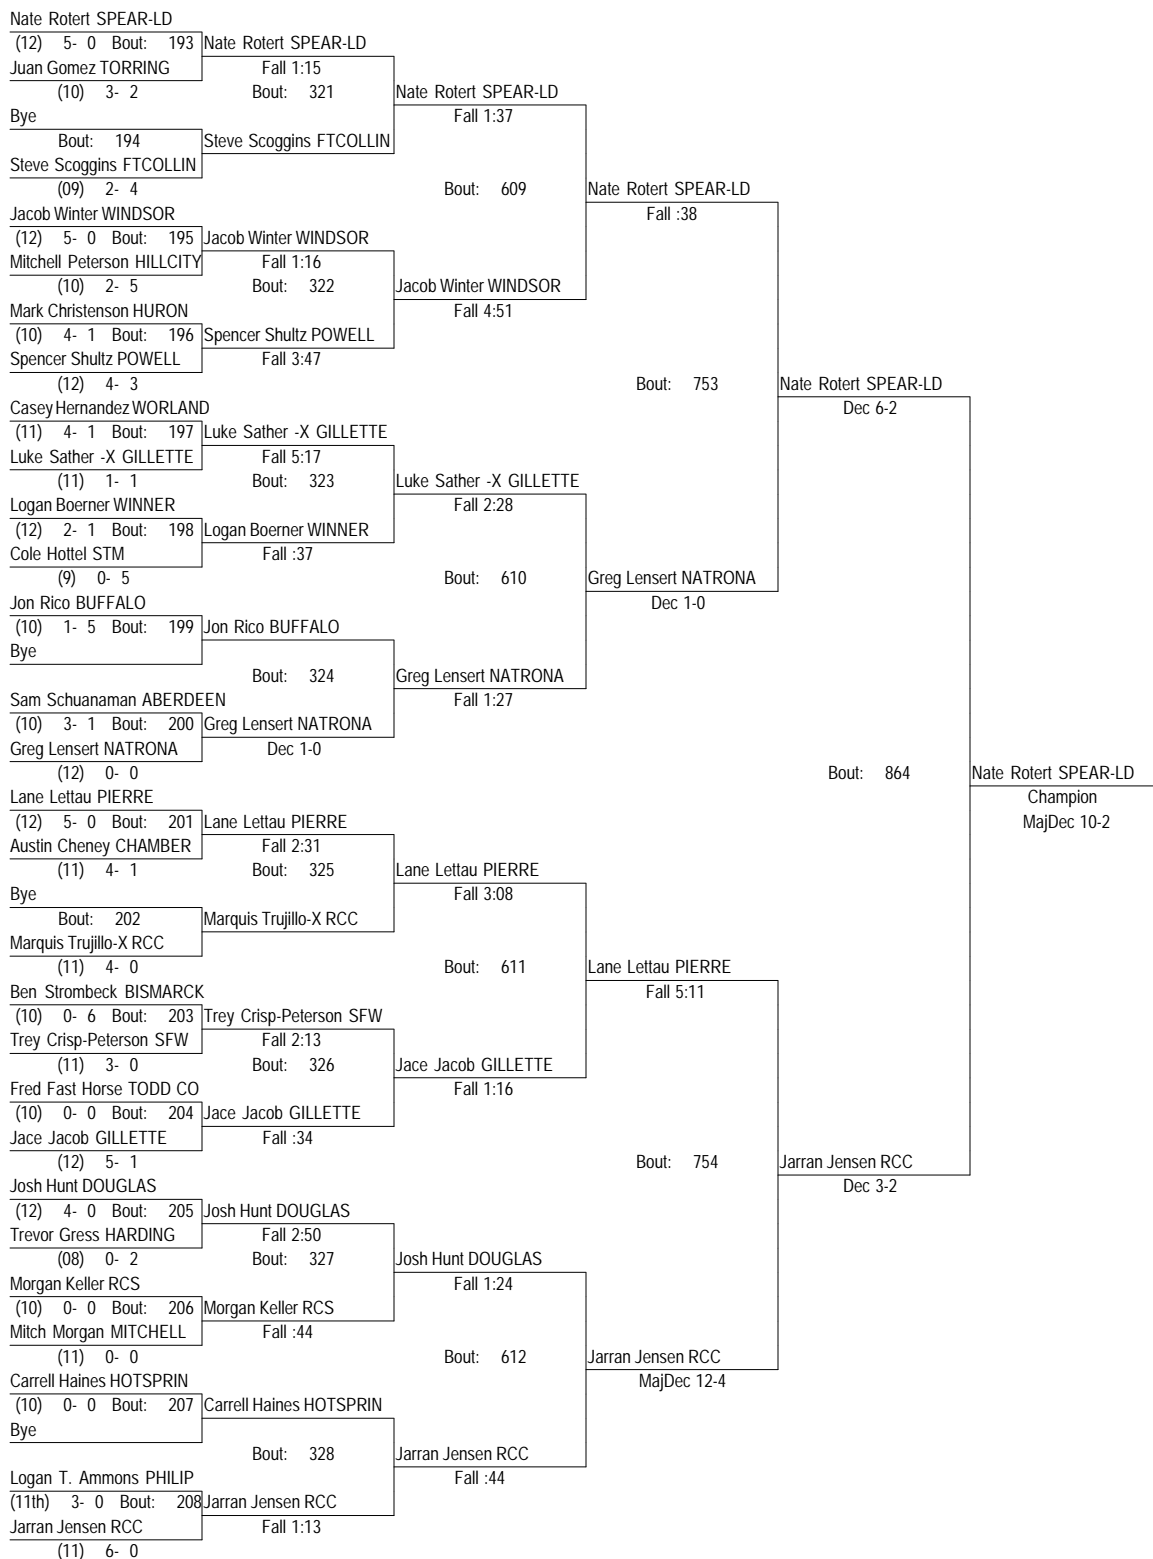 Nate Rotert SPEAR-LD
(12) 5- 0 Bout: 193 Nate Rotert SPEAR-LD
Juan Gomez TORRING Fall 1:15
(10) 3- 2 Bout: 321 Nate Rotert SPEAR-LD
Bye Fall 1:37
Bout: 194 Steve Scoggins FTCOLLIN
Steve Scoggins FTCOLLIN
(09) 2- 4 Bout: 609 Nate Rotert SPEAR-LD
Jacob Winter WINDSOR Fall :38
(12) 5- 0 Bout: 195 Jacob Winter WINDSOR
Mitchell Peterson HILLCITY Fall 1:16
(10) 2- 5 Bout: 322 Jacob Winter WINDSOR
Mark Christenson HURON Fall 4:51
(10) 4- 1 Bout: 196 Spencer Shultz POWELL
Spencer Shultz POWELL Fall 3:47
(12) 4- 3 Bout: 753 Nate Rotert SPEAR-LD
Casey Hernandez WORLAND Dec 6-2
(11) 4- 1 Bout: 197 Luke Sather -X GILLETTE
Luke Sather -X GILLETTE Fall 5:17
(11) 1- 1 Bout: 323 Luke Sather -X GILLETTE
Logan Boerner WINNER Fall 2:28
(12) 2- 1 Bout: 198 Logan Boerner WINNER
Cole Hottel STM Fall :37
(9) 0- 5 Bout: 610 Greg Lensert NATRONA
Jon Rico BUFFALO Dec 1-0
(10) 1- 5 Bout: 199 Jon Rico BUFFALO
Bye
Bout: 324 Greg Lensert NATRONA
Sam Schuanaman ABERDEEN Fall 1:27
(10) 3- 1 Bout: 200 Greg Lensert NATRONA
Greg Lensert NATRONA Dec 1-0
(12) 0- 0 Bout: 864 Nate Rotert SPEAR-LD
Lane Lettau PIERRE Champion
(12) 5- 0 Bout: 201 Lane Lettau PIERRE MajDec 10-2
Austin Cheney CHAMBER Fall 2:31
(11) 4- 1 Bout: 325 Lane Lettau PIERRE
Bye Fall 3:08
Bout: 202 Marquis Trujillo-X RCC
Marquis Trujillo-X RCC
(11) 4- 0 Bout: 611 Lane Lettau PIERRE
Ben Strombeck BISMARCK Fall 5:11
(10) 0- 6 Bout: 203 Trey Crisp-Peterson SFW
Trey Crisp-Peterson SFW Fall 2:13
(11) 3- 0 Bout: 326 Jace Jacob GILLETTE
Fred Fast Horse TODD CO Fall 1:16
(10) 0- 0 Bout: 204 Jace Jacob GILLETTE
Jace Jacob GILLETTE Fall :34
(12) 5- 1 Bout: 754 Jarran Jensen RCC
Josh Hunt DOUGLAS Dec 3-2
(12) 4- 0 Bout: 205 Josh Hunt DOUGLAS
Trevor Gress HARDING Fall 2:50
(08) 0- 2 Bout: 327 Josh Hunt DOUGLAS
Morgan Keller RCS Fall 1:24
(10) 0- 0 Bout: 206 Morgan Keller RCS
Mitch Morgan MITCHELL Fall :44
(11) 0- 0 Bout: 612 Jarran Jensen RCC
Carrell Haines HOTSPRIN MajDec 12-4
(10) 0- 0 Bout: 207 Carrell Haines HOTSPRIN
Bye
Bout: 328 Jarran Jensen RCC
Logan T. Ammons PHILIP Fall :44
(11th) 3- 0 Bout: 208 Jarran Jensen RCC
Jarran Jensen RCC Fall 1:13
(11) 6- 0